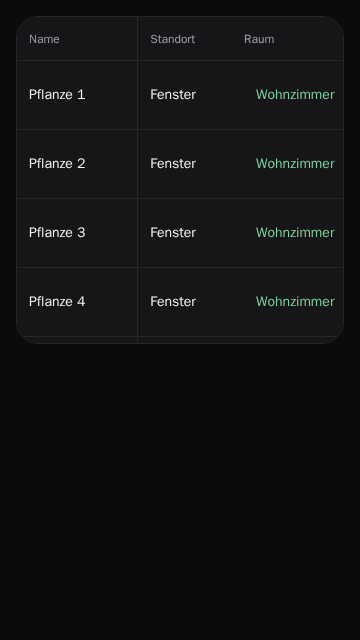 Name Standort Raum
Pflanze 1 Fenster Wohnzimmer
Pflanze 2 Fenster Wohnzimmer
Pflanze 3 Fenster Wohnzimmer
Pflanze 4 Fenster Wohnzimmer